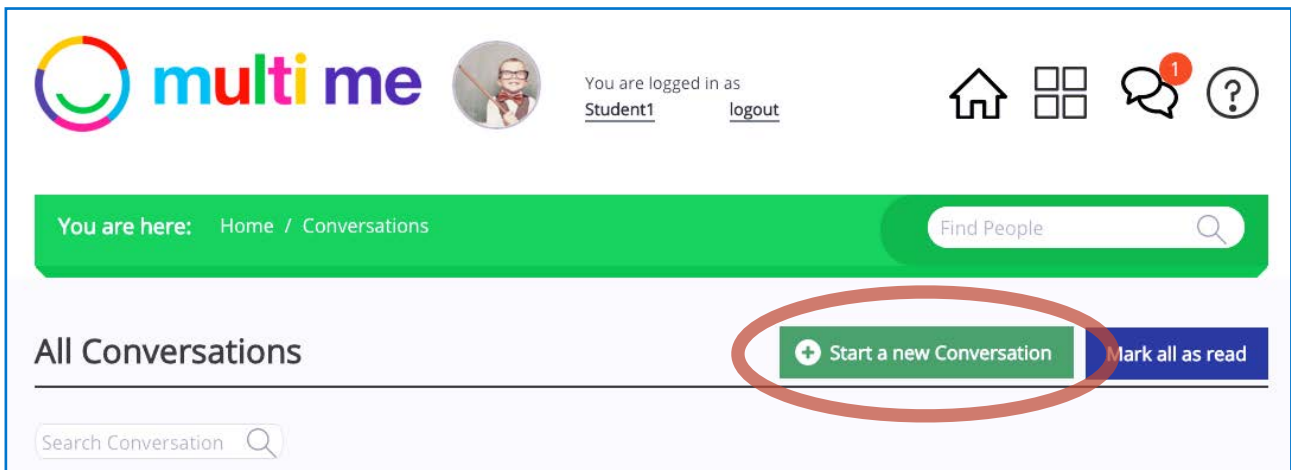 multi me
You are logged in as
Student1 logout
1
You are here: Home / Conversations
Find People
All Conversations
Start a new Conversation
Mark all as read
Search Conversation